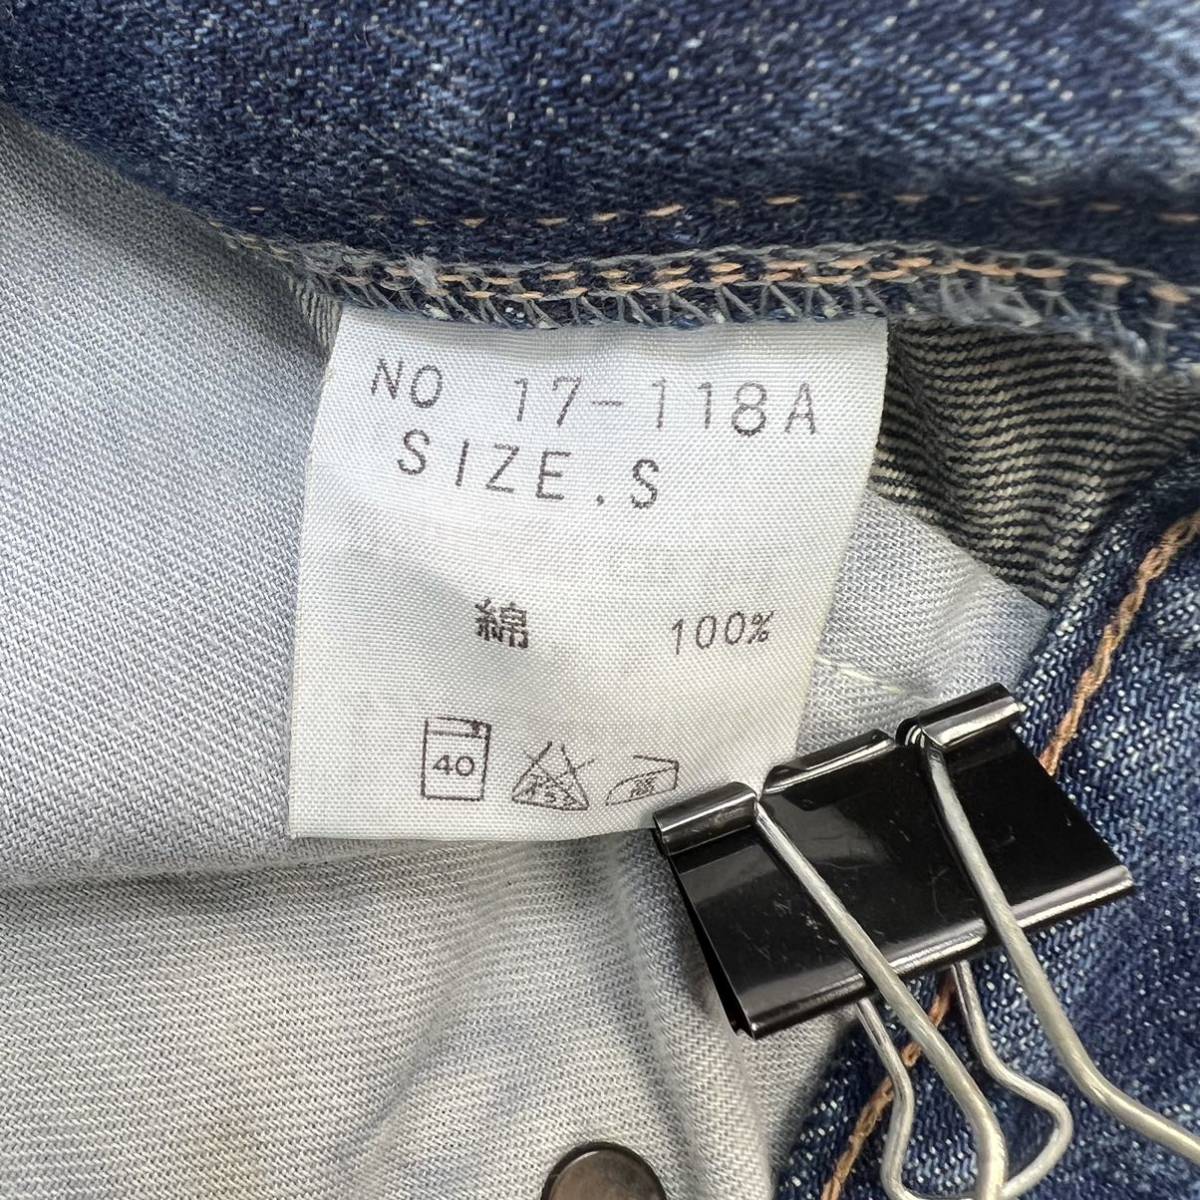 NO 17-118A
SIZE.S
綿 100%
40